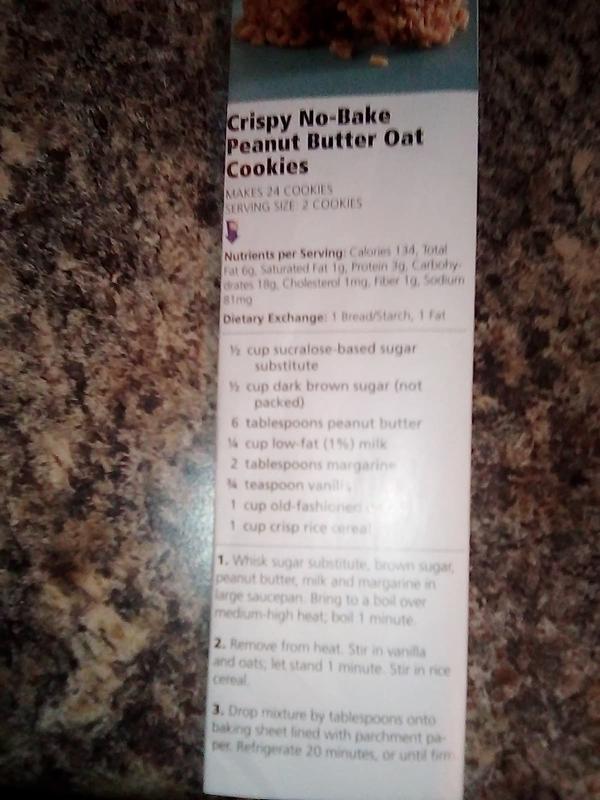 Crispy No-Bake
Peanut Butter Oat
Cookies
MAKES 24 COOKIES
SERVING SIZE: 2 COOKIES
Nutrients per Serving: Calories 134, Total
Fat 6g, Saturated Fat 1g, Protein 3g, Carbohy-
drates 18g, Cholesterol 1mg, Fiber 1g, Sodium
81mg
Dietary Exchange: 1 Bread/Starch, 1 Fat
½ cup sucralose-based sugar
substitute
½ cup dark brown sugar (not
packed)
6 tablespoons peanut butter
¼ cup low-fat (1%) milk
2 tablespoons margarine
¾ teaspoon vanilla
1 cup old-fashioned
1 cup crisp rice cereal
1. Whisk sugar substitute, brown sugar,
peanut butter, milk and margarine in
large saucepan. Bring to a boil over
medium-high heat; boil 1 minute.
2. Remove from heat. Stir in vanilla
and oats; let stand 1 minute. Stir in rice
cereal.
3. Drop mixture by tablespoons onto
baking sheet lined with parchment pa-
per. Refrigerate 20 minutes, or until firm.